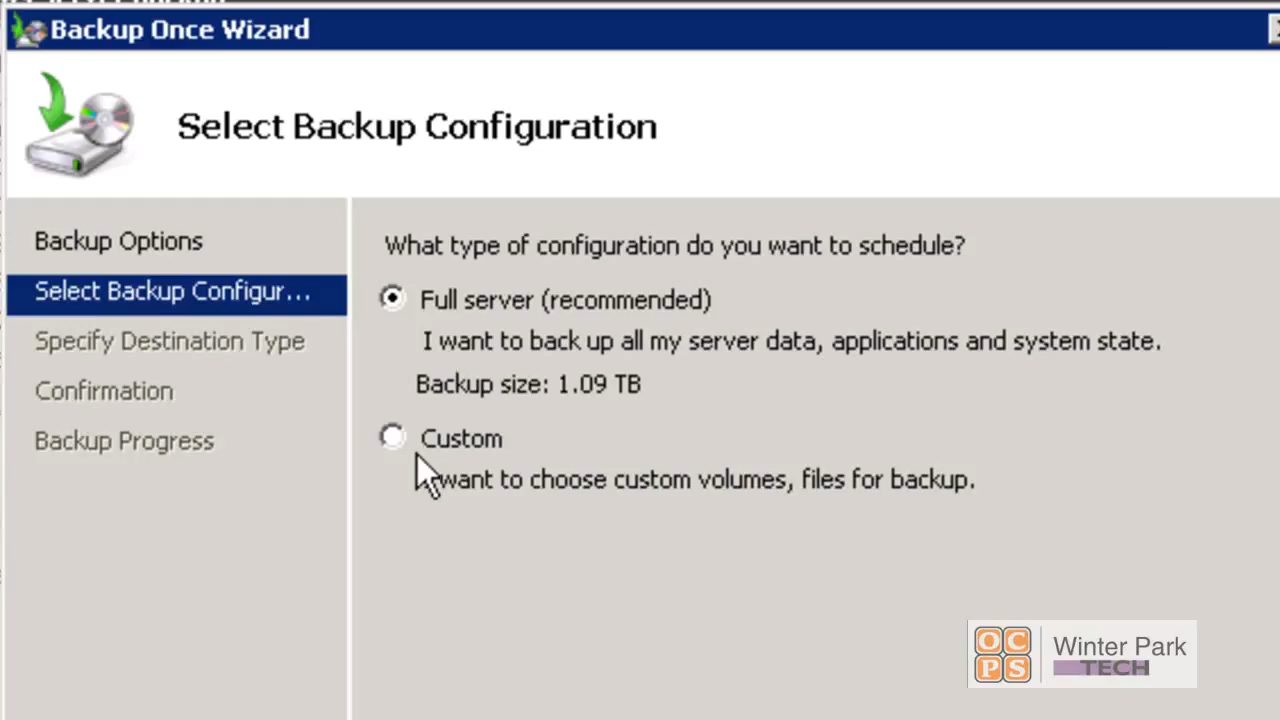 Backup Once Wizard
Select Backup Configuration
Backup Options
Select Backup Configur...
Specify Destination Type
Confirmation
Backup Progress
What type of configuration do you want to schedule?
Full server (recommended)
I want to back up all my server data, applications and system state.
Backup size: 1.09 TB
Custom
want to choose custom volumes, files for backup.
OC
PS
Winter Park
TECH